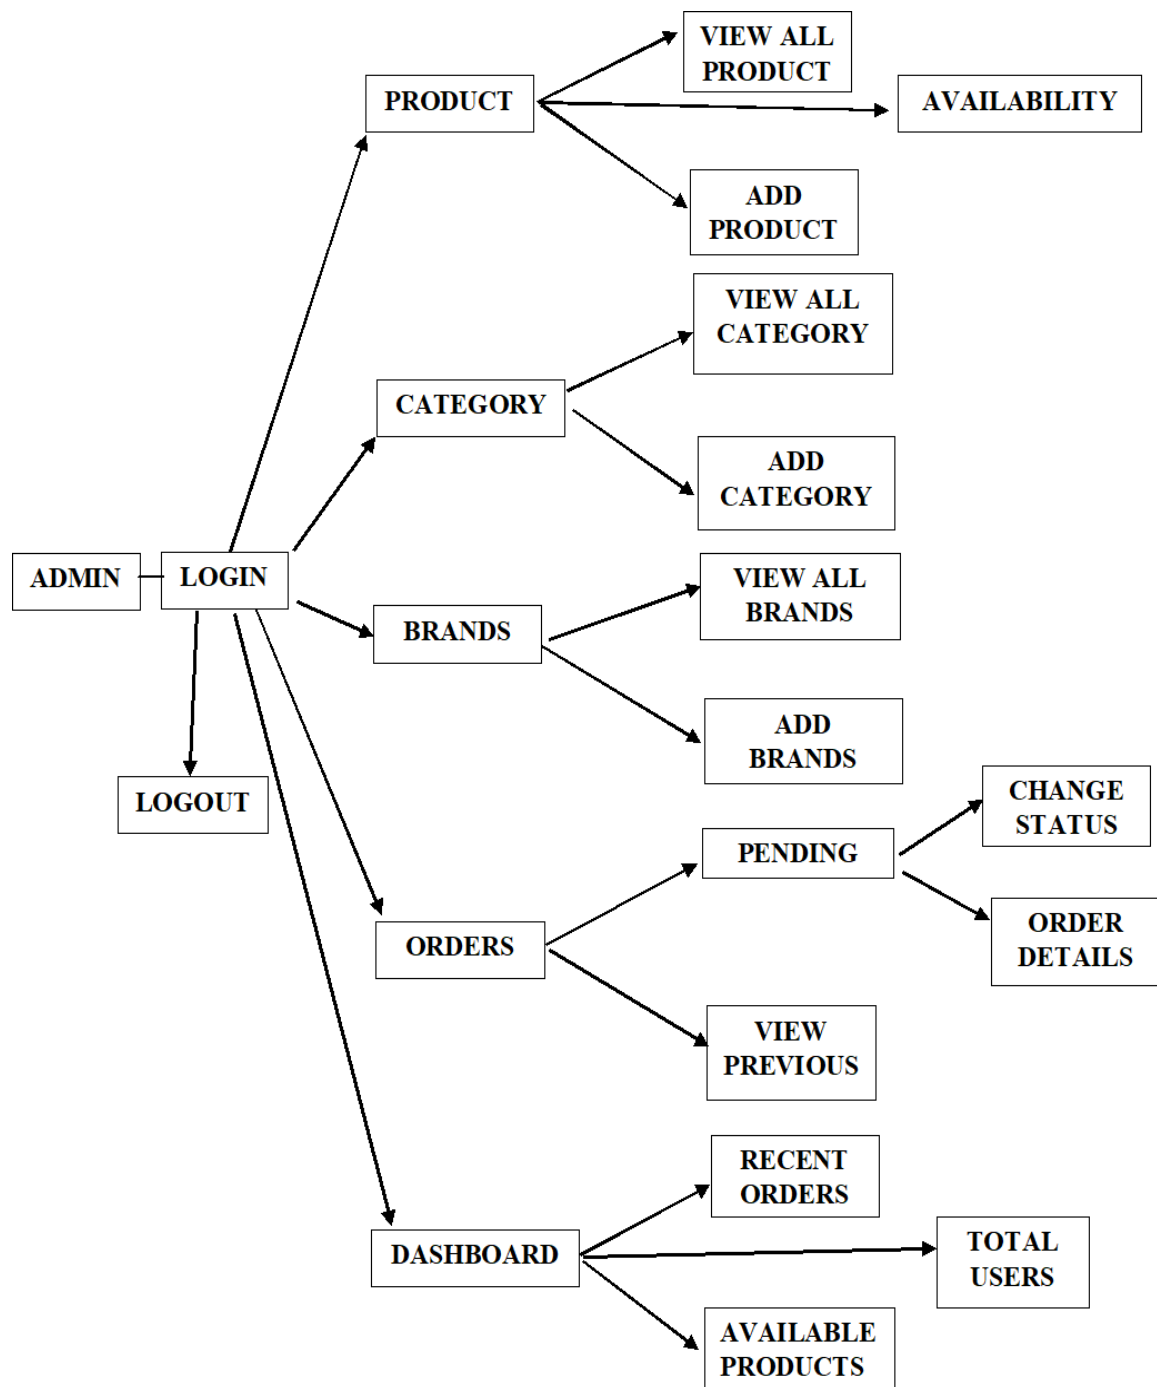 VIEW ALL
PRODUCT
PRODUCT
AVAILABILITY
ADD
PRODUCT
VIEW ALL
CATEGORY
CATEGORY
ADD
CATEGORY
ADMIN
LOGIN
VIEW ALL
BRANDS
BRANDS
ADD
BRANDS
LOGOUT
CHANGE
STATUS
PENDING
ORDER
DETAILS
ORDERS
VIEW
PREVIOUS
RECENT
ORDERS
DASHBOARD
TOTAL
USERS
AVAILABLE
PRODUCTS